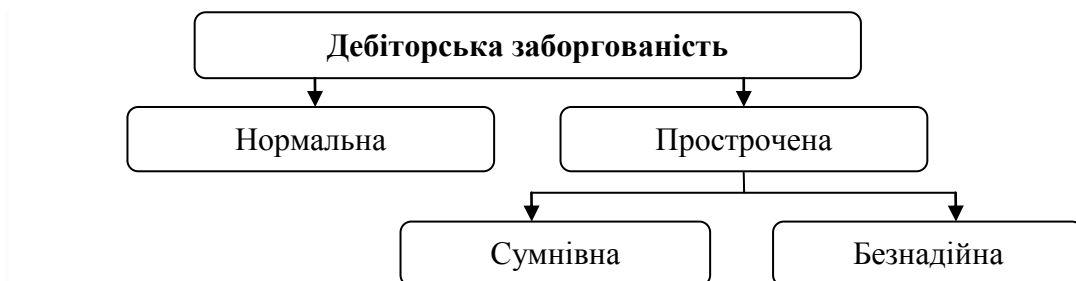 Дебіторська заборгованість
Нормальна
Прострочена
Сумнівна
Безнадійна